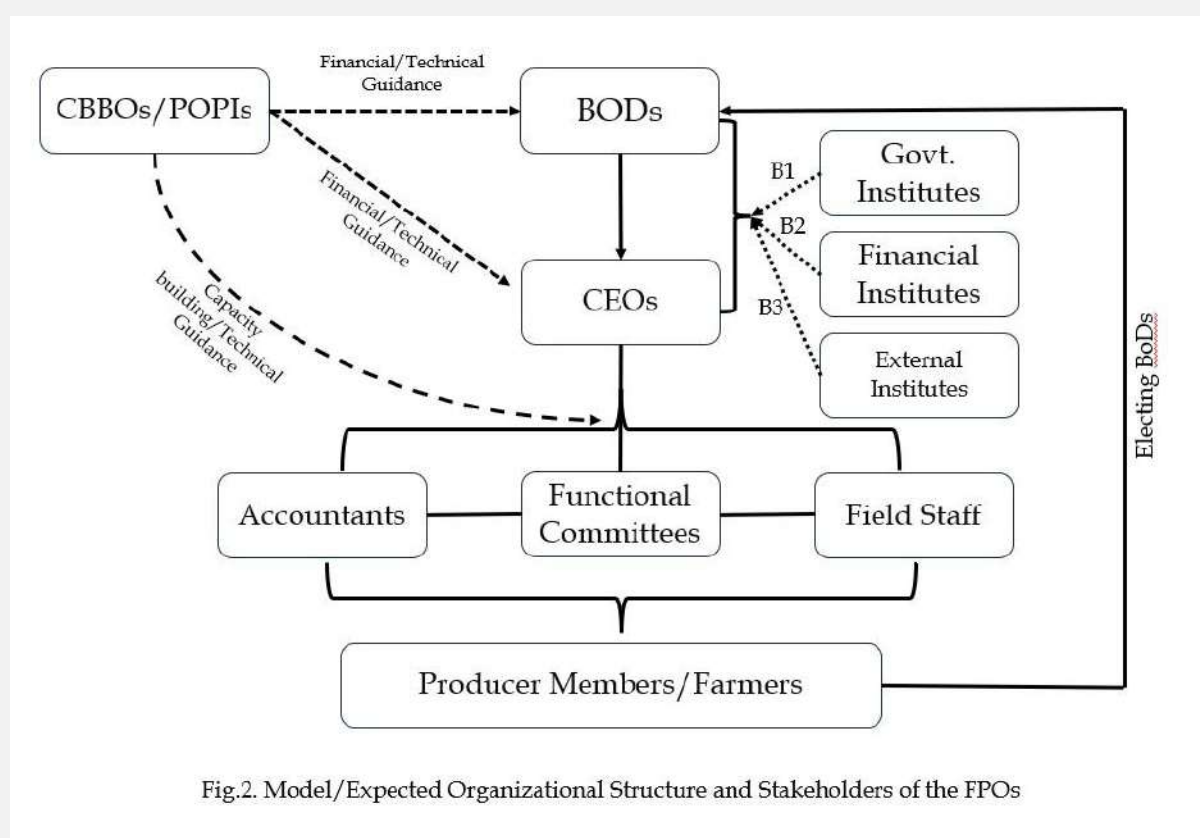 Financial/Technical
Guidance
CBBOs/POPIs
BODs
Govt.
Institutes
B1
Financial/Technical
Guidance
B2
Financial
Institutes
CEOs
B3
Capacity
building/Technical
Guidance
External
Institutes
Electing BoDs
Accountants
Functional
Committees
Field Staff
Producer Members/Farmers
Fig.2. Model/Expected Organizational Structure and Stakeholders of the FPOs